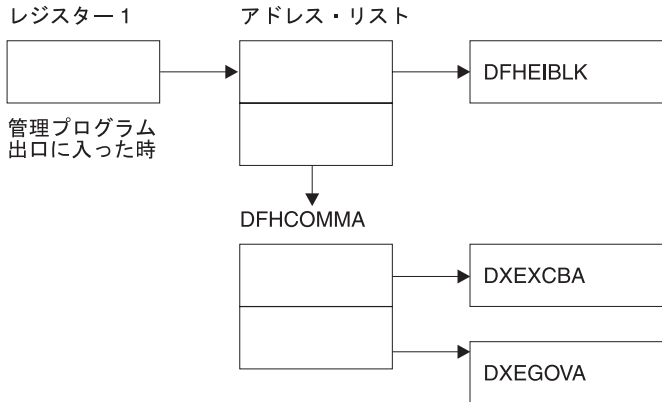 レジスター 1
アドレス・リスト
DFHEIBLK
管理プログラム
出口に入った時
DFHCOMMA
DXEXCBA
DXEGOVA